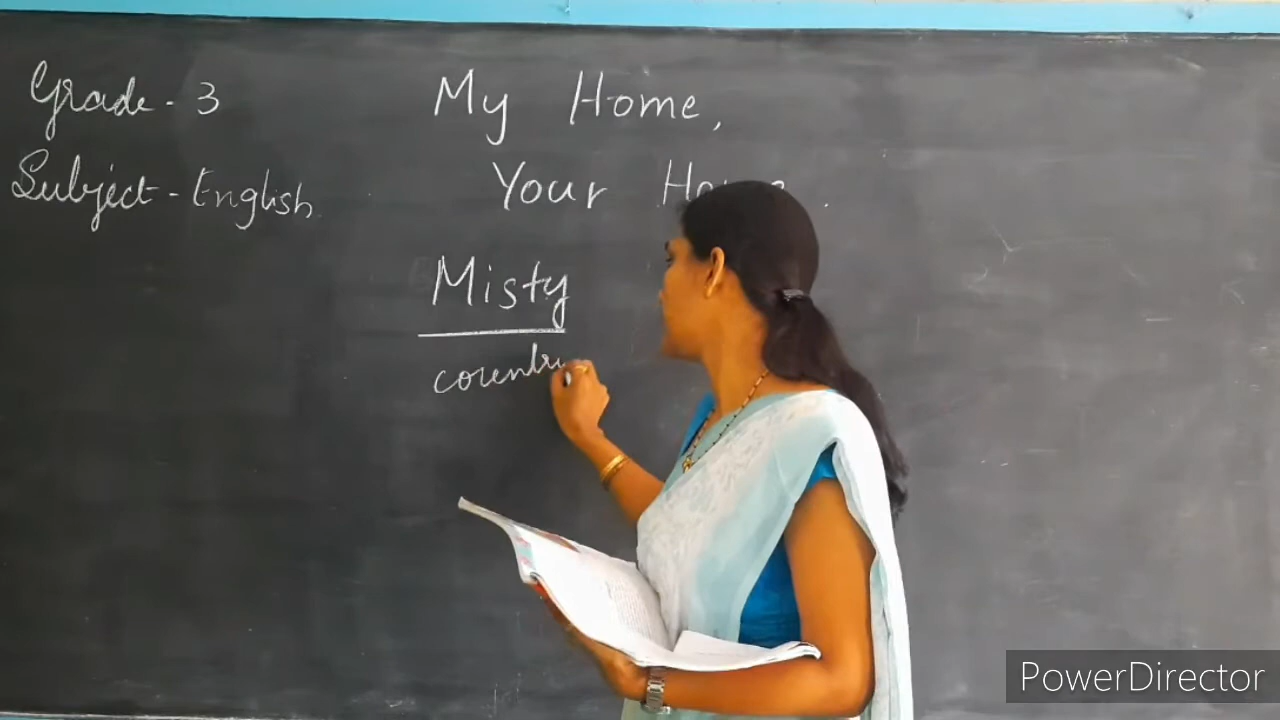 Grade - 3
Subject - English
My Home,
Your
Misty
PowerDirector